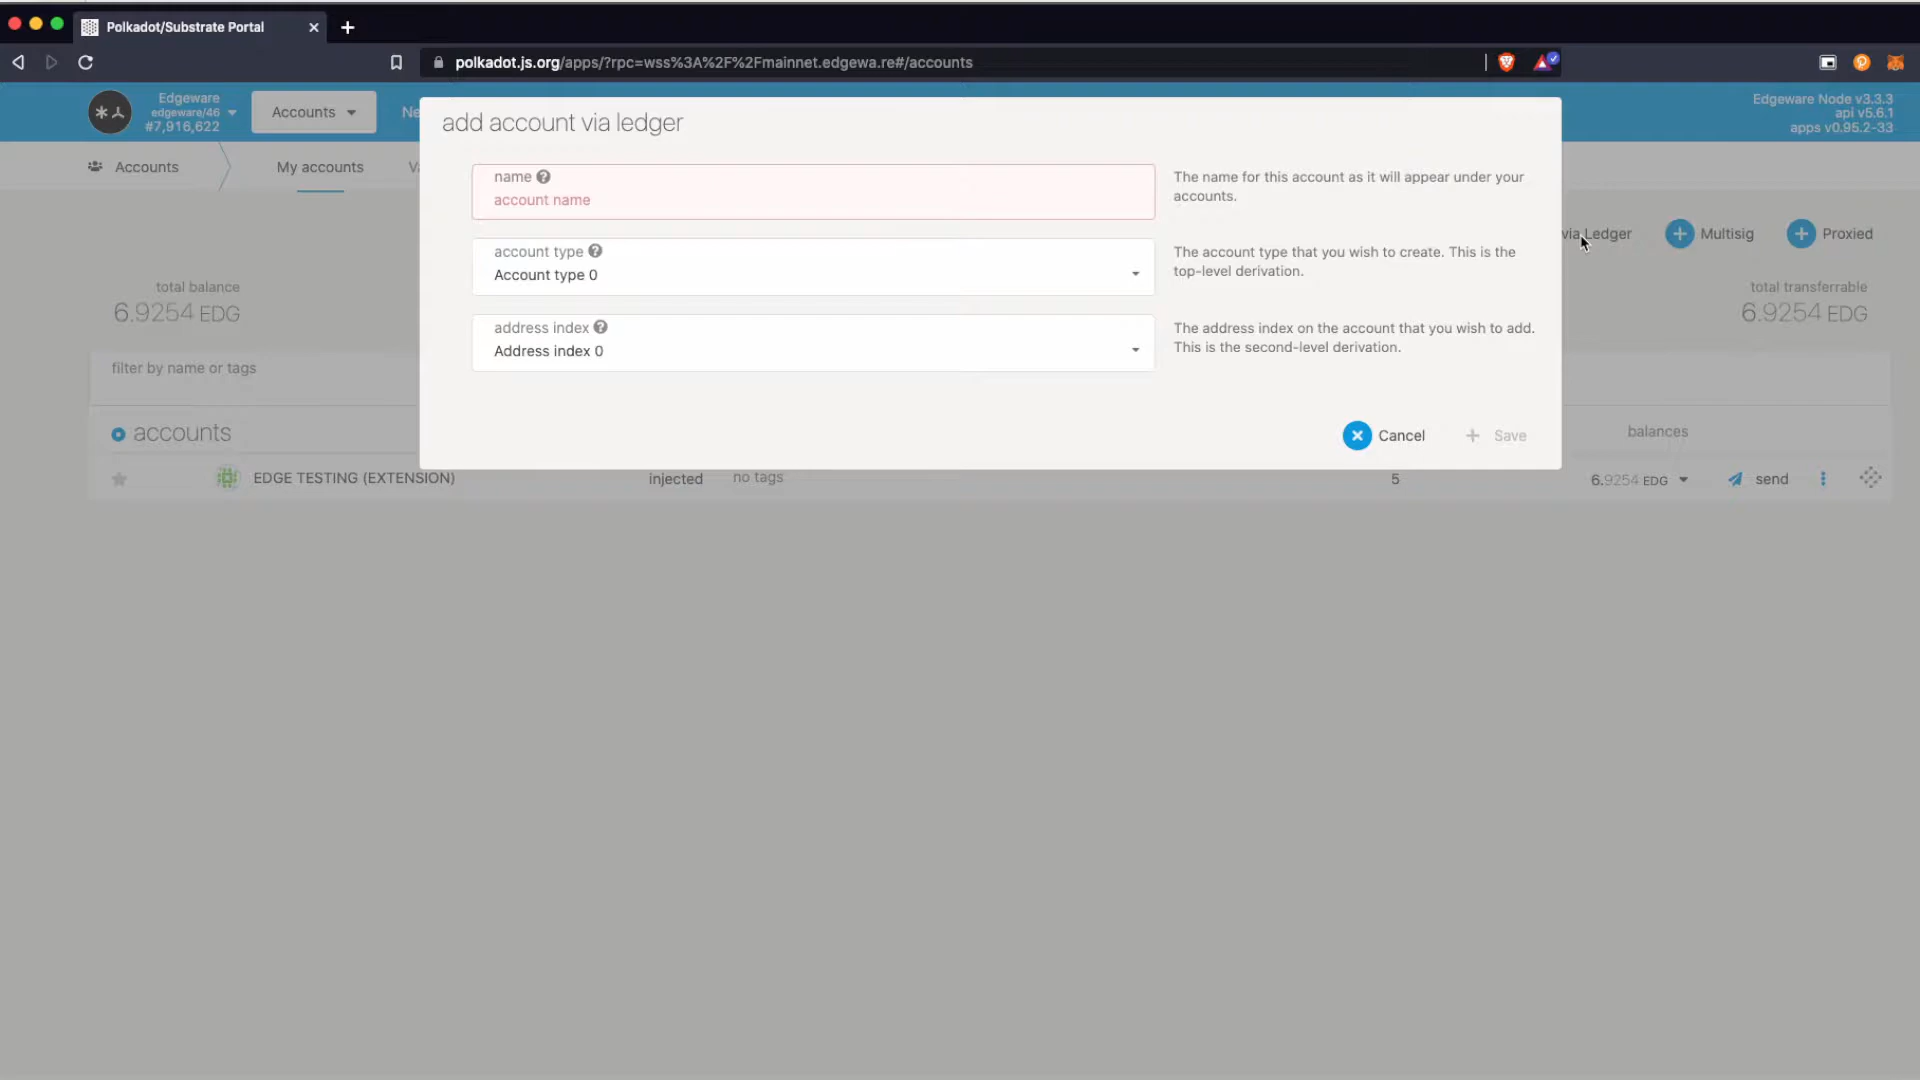 Polkadot/Substrate Portal
polkadot.js.org/apps/?rpc=wss%3A%2F%2Fmainnet.edgewa.re#/accounts
Edgeware
edgeware/46
#7,916,622
Accounts
Ne
Edgeware Node v3.3.3
api v5.6.1
apps v0.95.2-33
Accounts
My accounts
add account via ledger
name
account name
The name for this account as it will appear under your
accounts.
account type
Account type 0
The account type that you wish to create. This is the
top-level derivation.
address index
Address index 0
The address index on the account that you wish to add.
This is the second-level derivation.
Cancel
Save
via Ledger
Multisig
Proxied
total balance
6.9254 EDG
total transferrable
6.9254 EDG
filter by name or tags
accounts
balances
EDGE TESTING (EXTENSION)
injected
no tags
5
6.9254 EDG
send